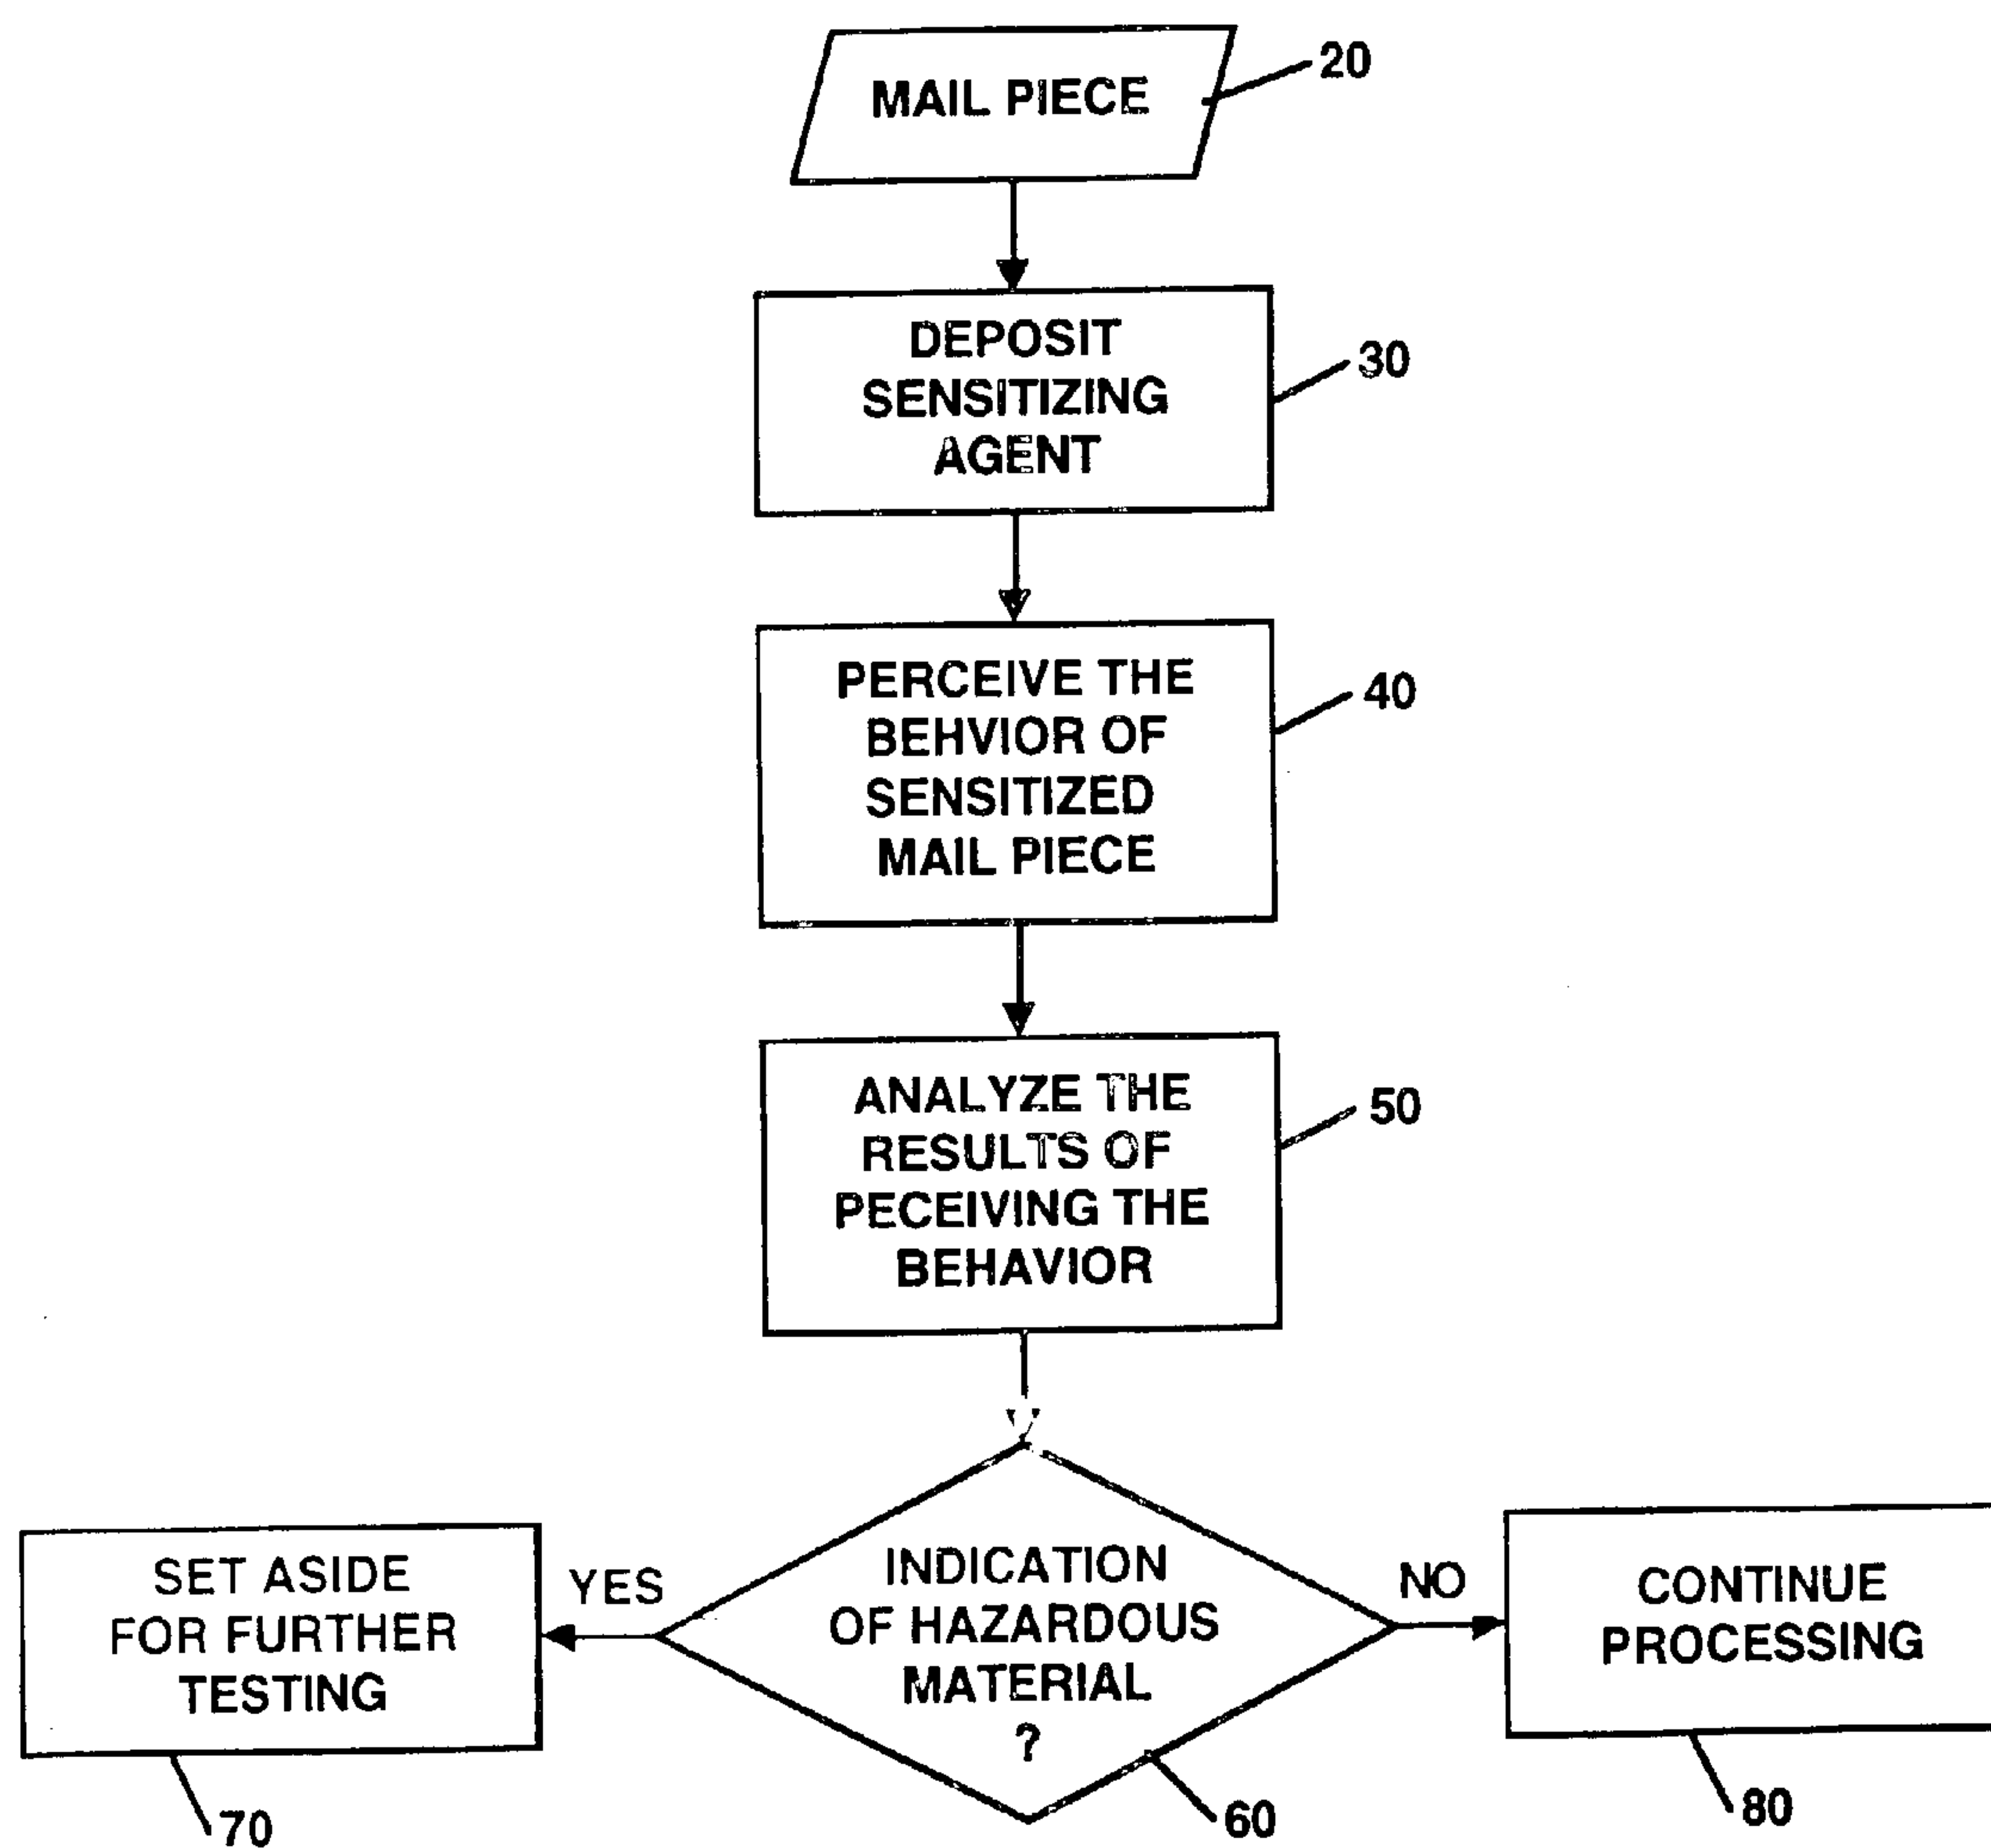 MAIL PIECE
20
DEPOSIT
SENSITIZING
AGENT
30
PERCEIVE THE
BEHVIOR OF
SENSITIZED
MAIL PIECE
40
ANALYZE THE
RESULTS OF
PECEIVING THE
BEHAVIOR
50
INDICATION
OF HAZARDOUS
MATERIAL
?
60
YES
SET ASIDE
FOR FURTHER
TESTING
70
NO
CONTINUE
PROCESSING
80